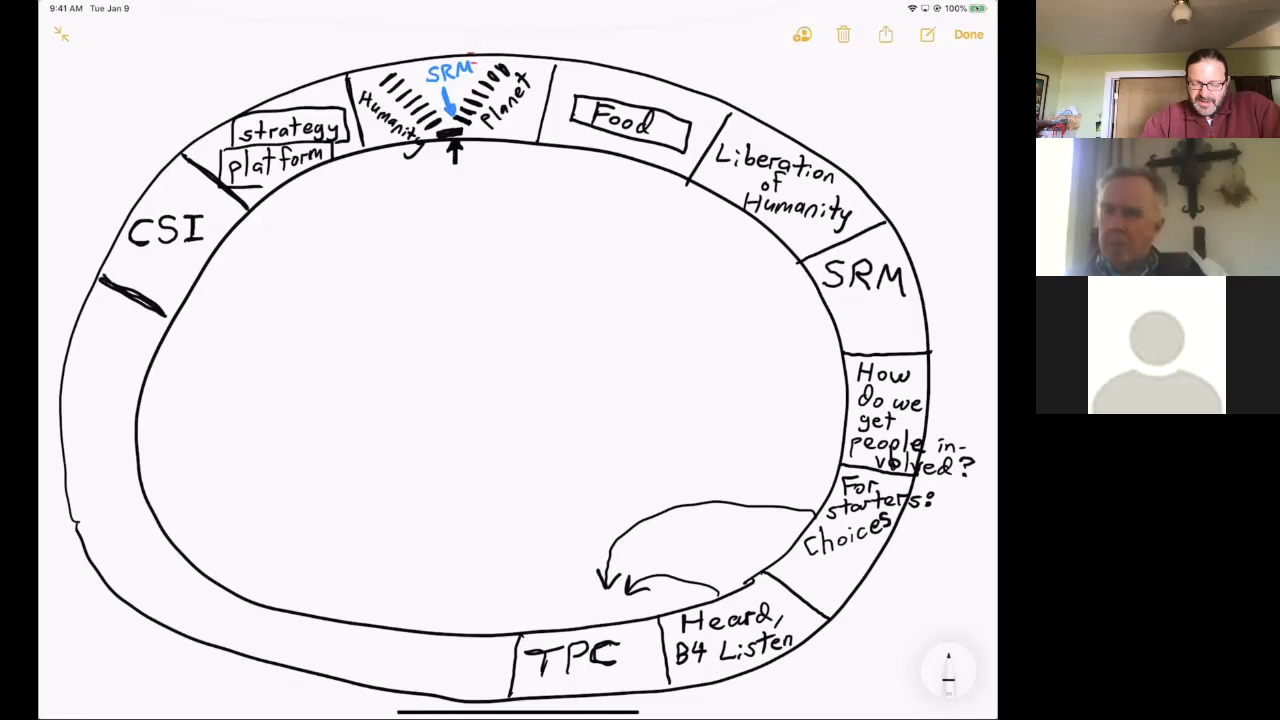 9:41 AM Tue Jan 9
100%
Done
SRM
Humanity
Planet
Food
Liberation
of
Humanity
SRM
How
do we
get
people in-
volved?
For
starters:
Choices
Heard,
B4 Listen
TPC
CSI
strategy
platform